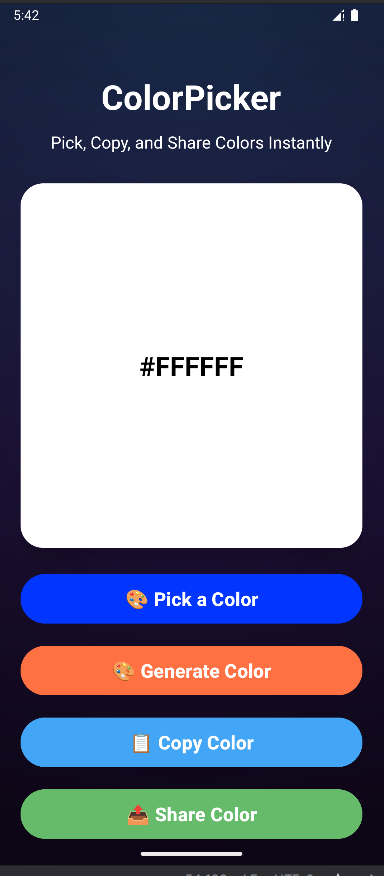 5:42
ColorPicker
Pick, Copy, and Share Colors Instantly
#FFFFFF
🎨 Pick a Color
🎨 Generate Color
📋 Copy Color
📤 Share Color